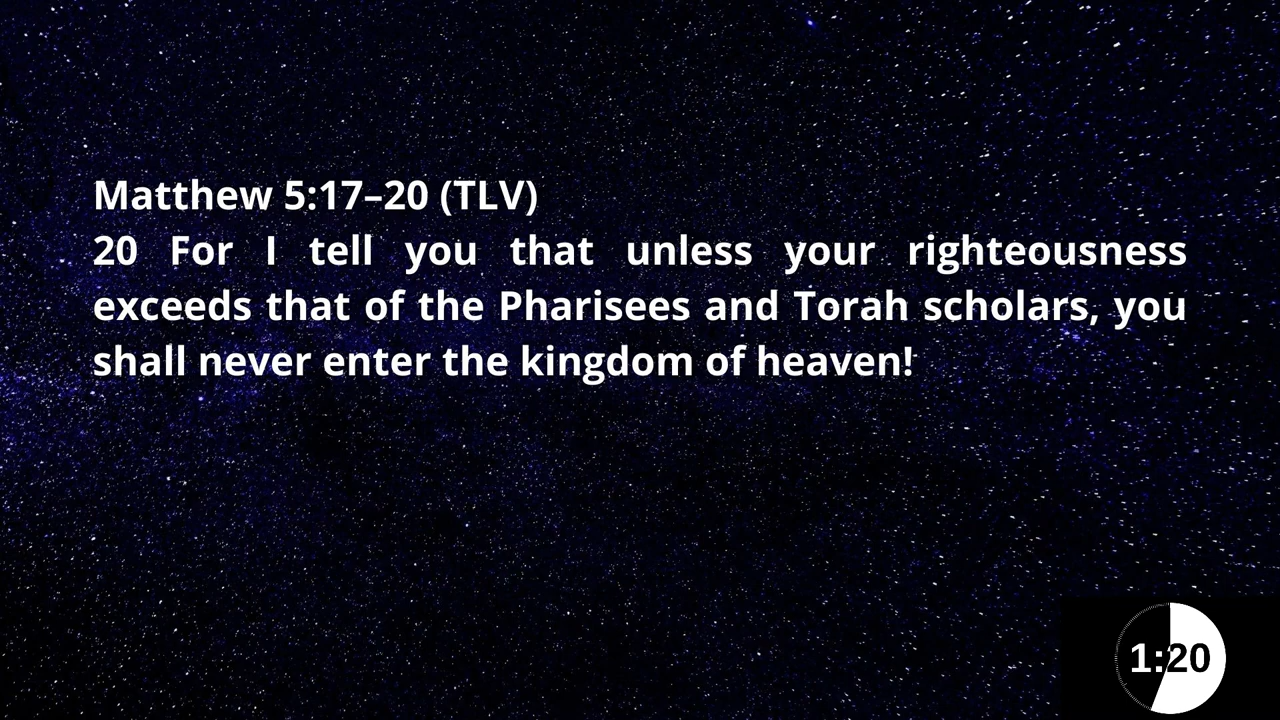 Matthew 5:17–20 (TLV)
20 For I tell you that unless your righteousness
exceeds that of the Pharisees and Torah scholars, you
shall never enter the kingdom of heaven!
1:20